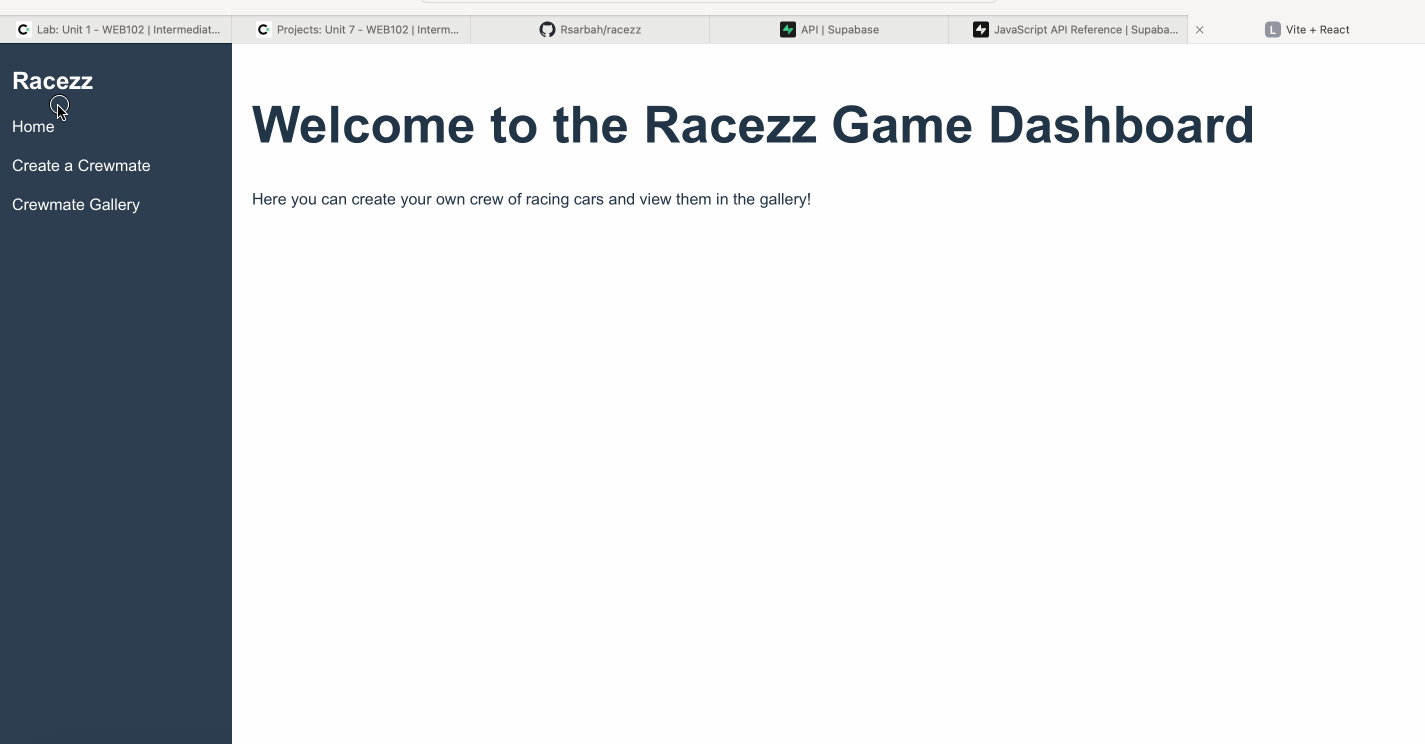 Lab: Unit 1 - WEB102 | Intermediat...
Projects: Unit 7 - WEB102 | Interm...
Rsarbah/racezz
API | Supabase
JavaScript API Reference | Supaba...
L Vite + React
Racezz
Home
Create a Crewmate
Crewmate Gallery
Welcome to the Racezz Game Dashboard
Here you can create your own crew of racing cars and view them in the gallery!